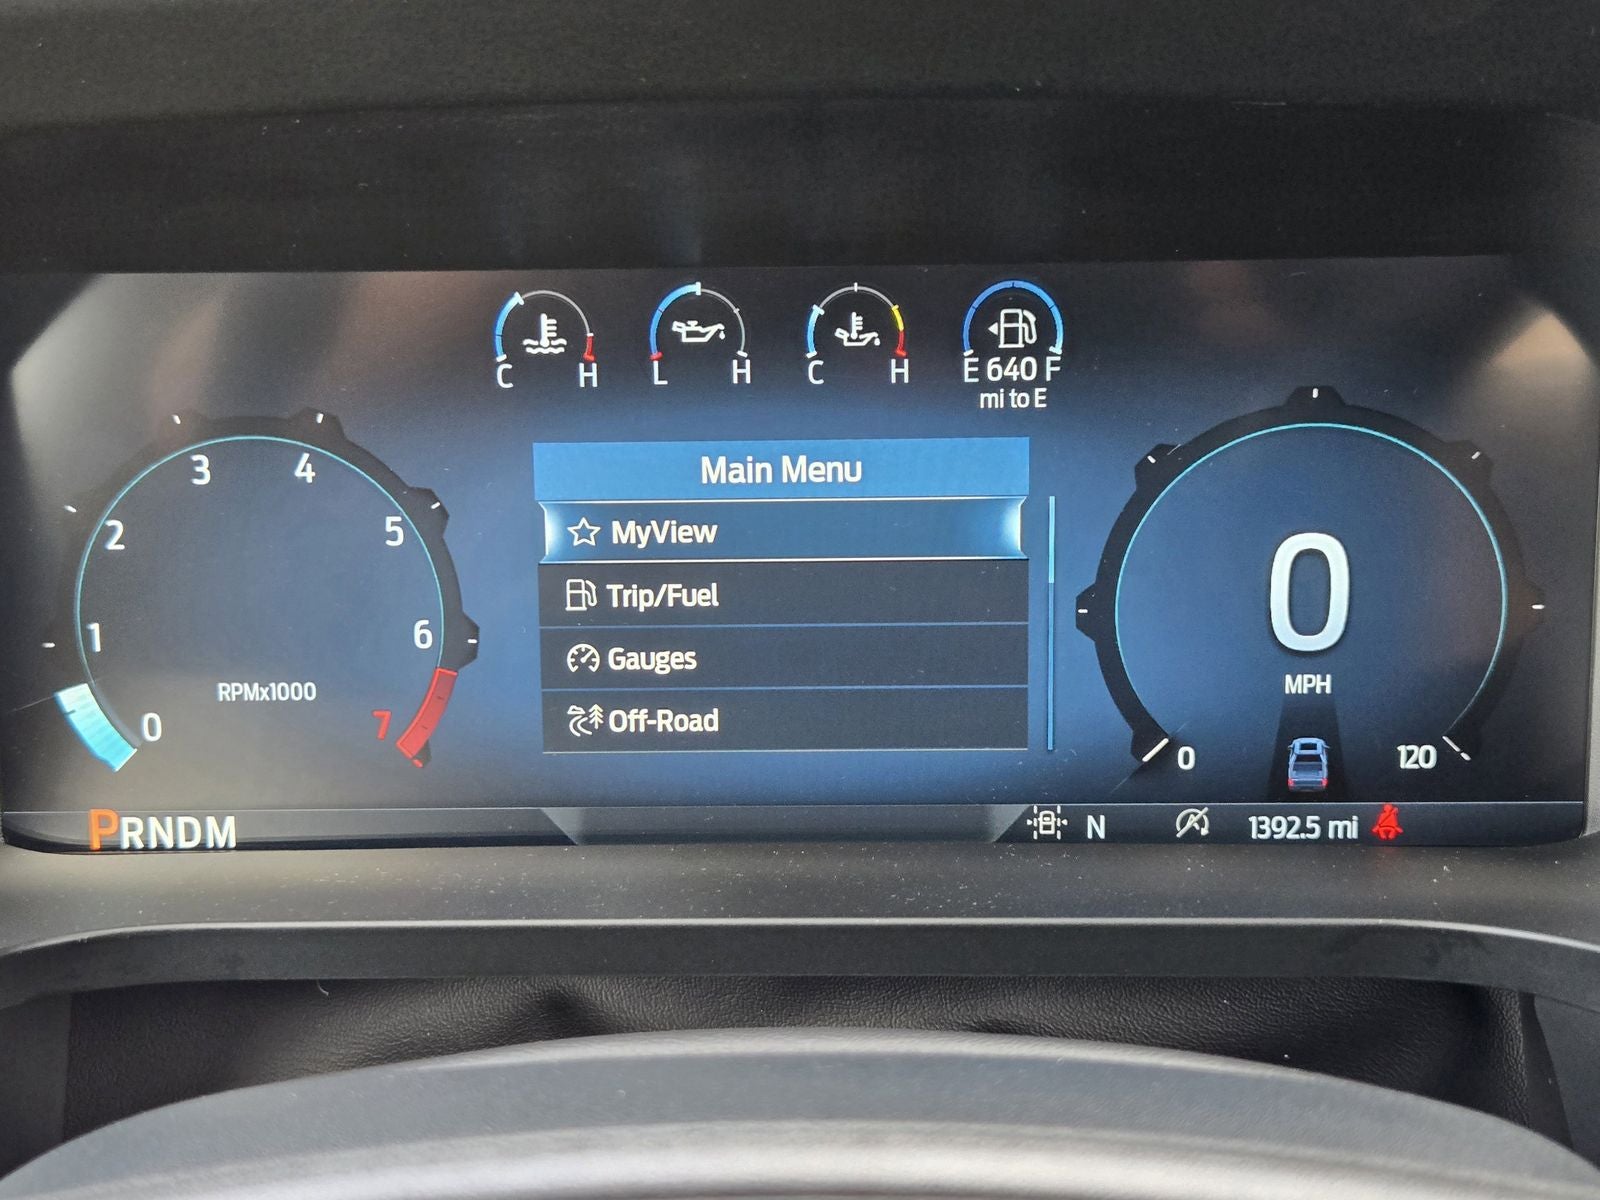 C H
L H
C H
E 640 F
mi to E
3 4
2 5
1 6
0 7
RPMx1000
Main Menu
MyView
Trip/Fuel
Gauges
Off-Road
0
MPH
0 120
PRNDM
N
1392.5 mi